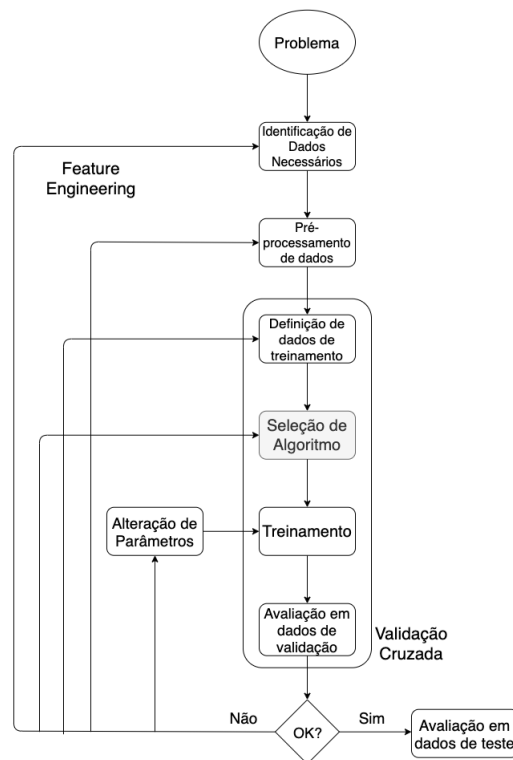 Problema
Identificação de
Dados
Necessários
Feature
Engineering
Pré-
processamento
de dados
Definição de
dados de
treinamento
Seleção de
Algoritmo
Alteração de
Parâmetros
Treinamento
Avaliação em
dados de
validação
Validação
Cruzada
Não
OK?
Sim
Avaliação em
dados de teste